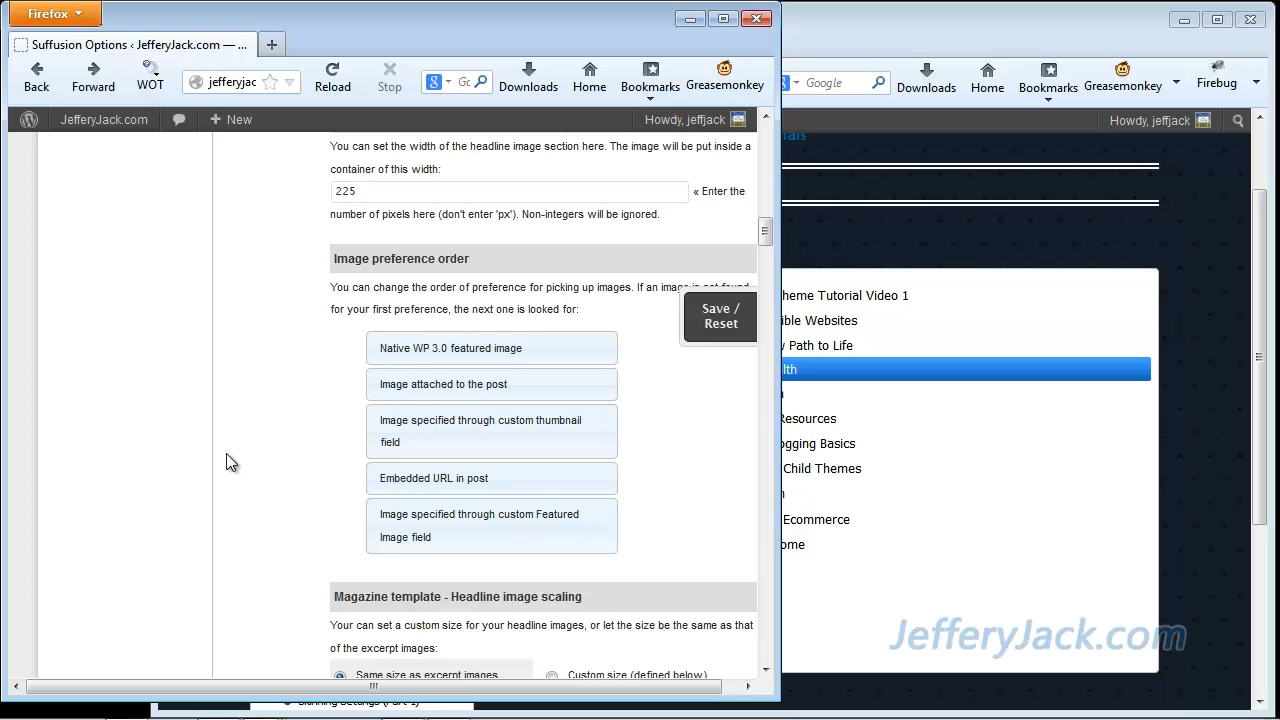 Firefox
Suffusion Options ‹ JefferyJack.com — ...
Back
Forward
WOT
jefferyjac
Reload
Stop
Gc
Downloads
Home
Bookmarks
Greasemonkey
Google
Downloads
Home
Bookmarks
Greasemonkey
Firebug
JefferyJack.com
New
Howdy, jeffjack
Howdy, jeffjack
You can set the width of the headline image section here. The image will be put inside a
container of this width:
225
« Enter the
number of pixels here (don't enter 'px'). Non-integers will be ignored.
Image preference order
You can change the order of preference for picking up images. If an image is not found
for your first preference, the next one is looked for:
Save /
Reset
Native WP 3.0 featured image
Image attached to the post
Image specified through custom thumbnail
field
Embedded URL in post
Image specified through custom Featured
Image field
Magazine template - Headline image scaling
Your can set a custom size for your headline images, or let the size be the same as that
of the excerpt images:
Same size as excerpt images
Custom size (defined below)
heme Tutorial Video 1
ible Websites
Path to Life
lth
Resources
ogging Basics
Child Themes
Ecommerce
ome
JefferyJack.com